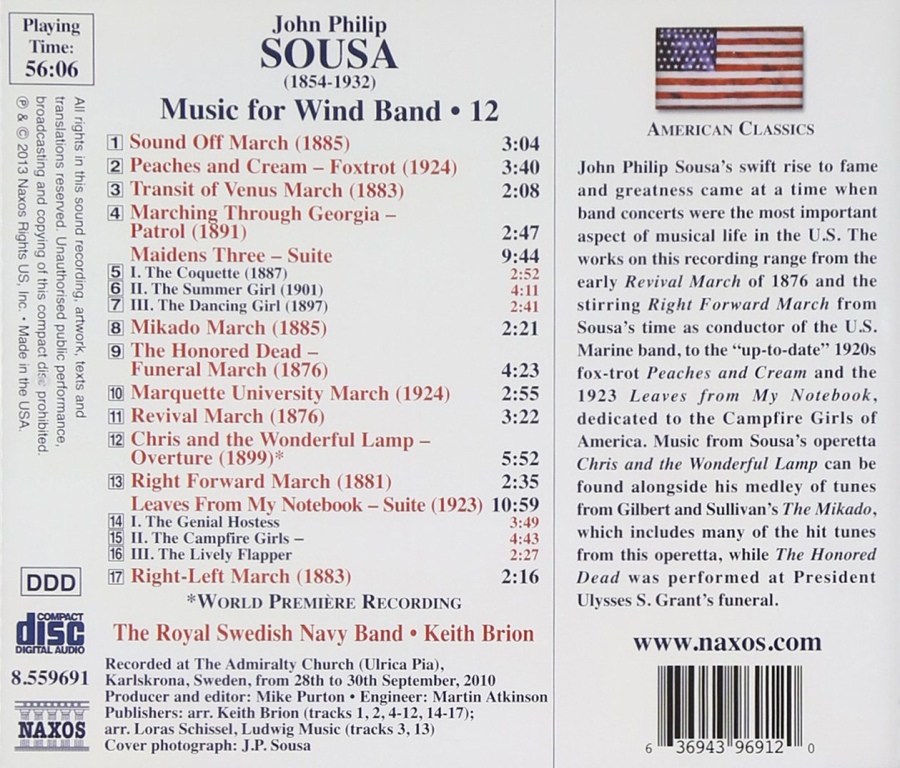 Playing
Time:
56:06
All rights in this sound recording, artwork, texts and
translations reserved. Unauthorised public performance,
broadcasting and copying of this compact disc prohibited.
℗ & © 2013 Naxos Rights US, Inc. • Made in the USA.
DDD
COMPACT
disc
DIGITAL AUDIO
8.559691
NAXOS
John Philip
SOUSA
(1854-1932)
Music for Wind Band • 12
1 Sound Off March (1885) 3:04
2 Peaches and Cream – Foxtrot (1924) 3:40
3 Transit of Venus March (1883) 2:08
4 Marching Through Georgia –
Patrol (1891) 2:47
Maidens Three – Suite 9:44
5 I. The Coquette (1887) 2:52
6 II. The Summer Girl (1901) 4:11
7 III. The Dancing Girl (1897) 2:41
8 Mikado March (1885) 2:21
9 The Honored Dead –
Funeral March (1876) 4:23
10 Marquette University March (1924) 2:55
11 Revival March (1876) 3:22
12 Chris and the Wonderful Lamp –
Overture (1899)* 5:52
13 Right Forward March (1881) 2:35
Leaves From My Notebook – Suite (1923) 10:59
14 I. The Genial Hostess 3:49
15 II. The Campfire Girls – 4:43
16 III. The Lively Flapper 2:27
17 Right-Left March (1883) 2:16
*WORLD PREMIÈRE RECORDING
The Royal Swedish Navy Band • Keith Brion
Recorded at The Admiralty Church (Ulrica Pia),
Karlskrona, Sweden, from 28th to 30th September, 2010
Producer and editor: Mike Purton • Engineer: Martin Atkinson
Publishers: arr. Keith Brion (tracks 1, 2, 4-12, 14-17);
arr. Loras Schissel, Ludwig Music (tracks 3, 13)
Cover photograph: J.P. Sousa
AMERICAN CLASSICS
John Philip Sousa's swift rise to fame
and greatness came at a time when
band concerts were the most important
aspect of musical life in the U.S. The
works on this recording range from the
early Revival March of 1876 and the
stirring Right Forward March from
Sousa's time as conductor of the U.S.
Marine band, to the “up-to-date” 1920s
fox-trot Peaches and Cream and the
1923 Leaves from My Notebook,
dedicated to the Campfire Girls of
America. Music from Sousa's operetta
Chris and the Wonderful Lamp can be
found alongside his medley of tunes
from Gilbert and Sullivan's The Mikado,
which includes many of the hit tunes
from this operetta, while The Honored
Dead was performed at President
Ulysses S. Grant's funeral.
www.naxos.com
6 36943 96912 0